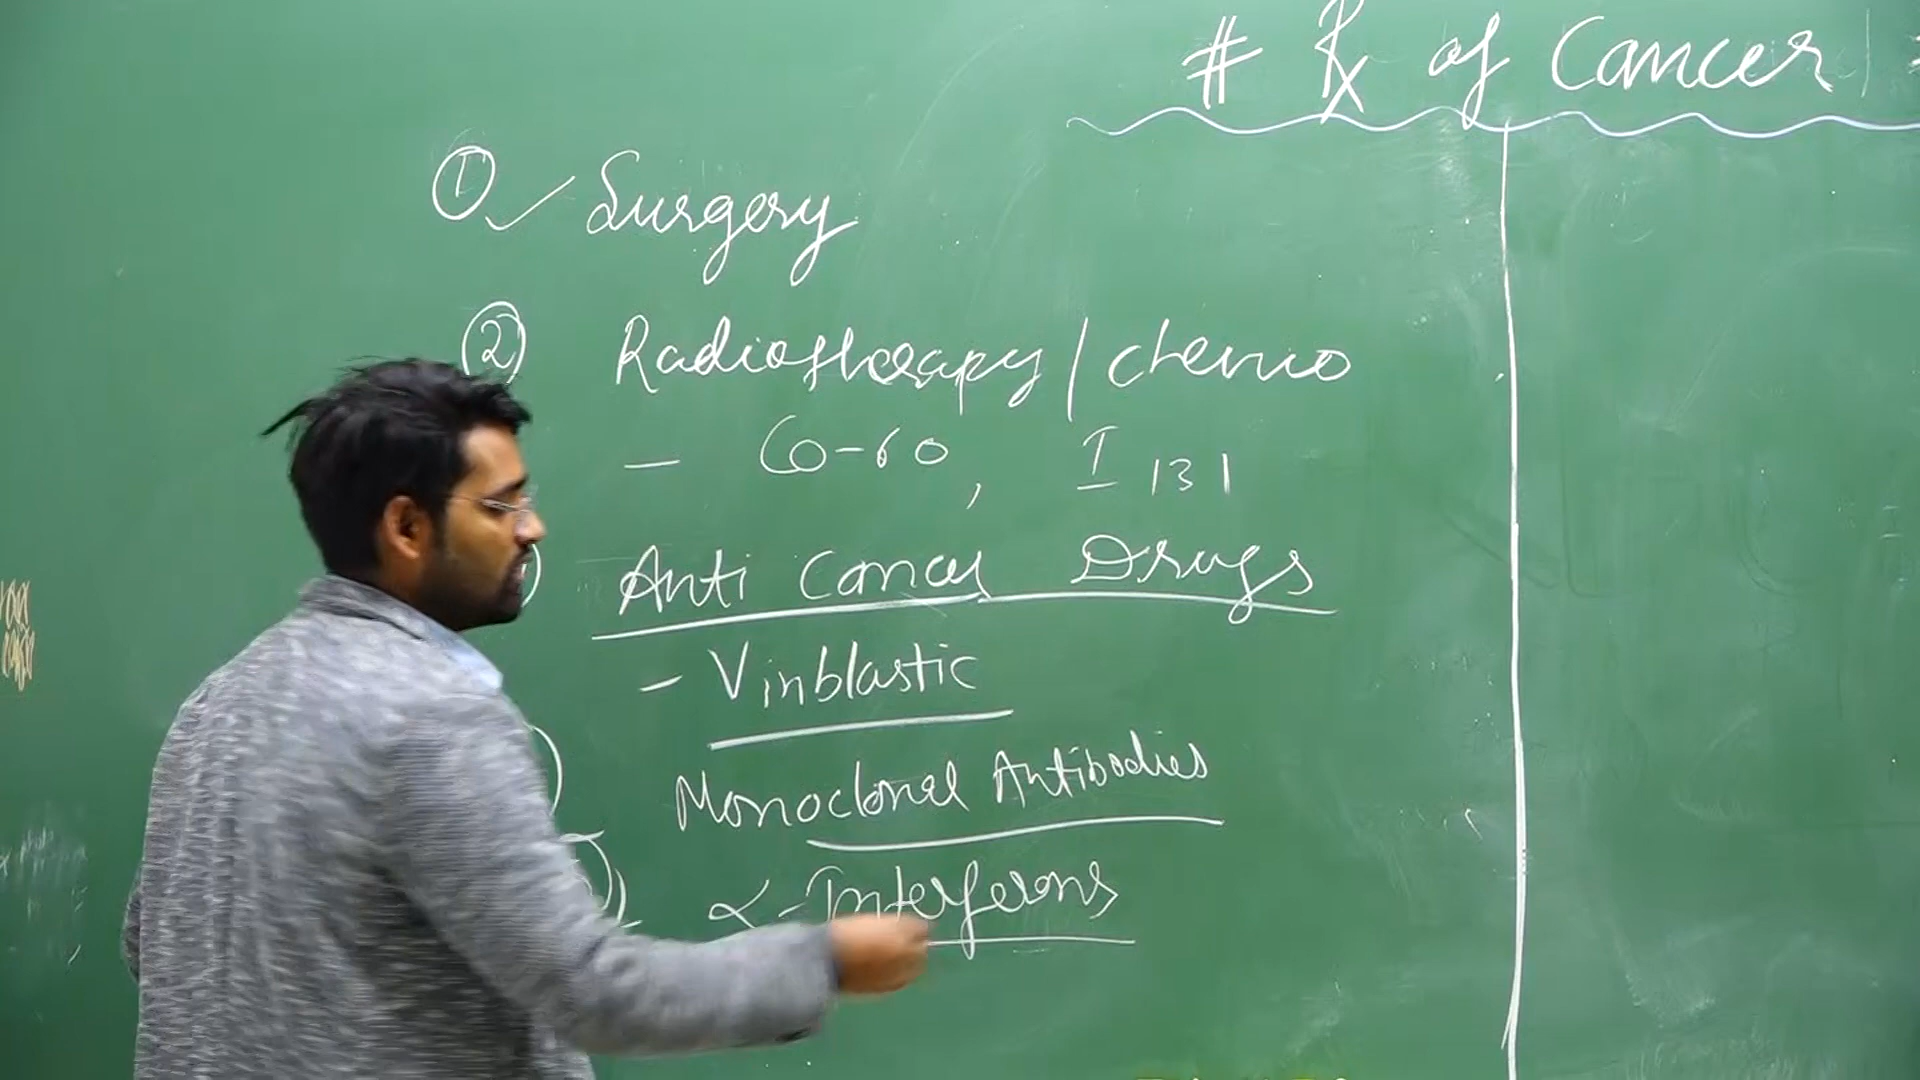 # Rx of Cancer
① ✓ Surgery
② Radiotherapy / chemo
- Co-60, I 131
Anti Cancer Drugs
- Vinblastic
Monoclonal Antibodies
α-Interferons